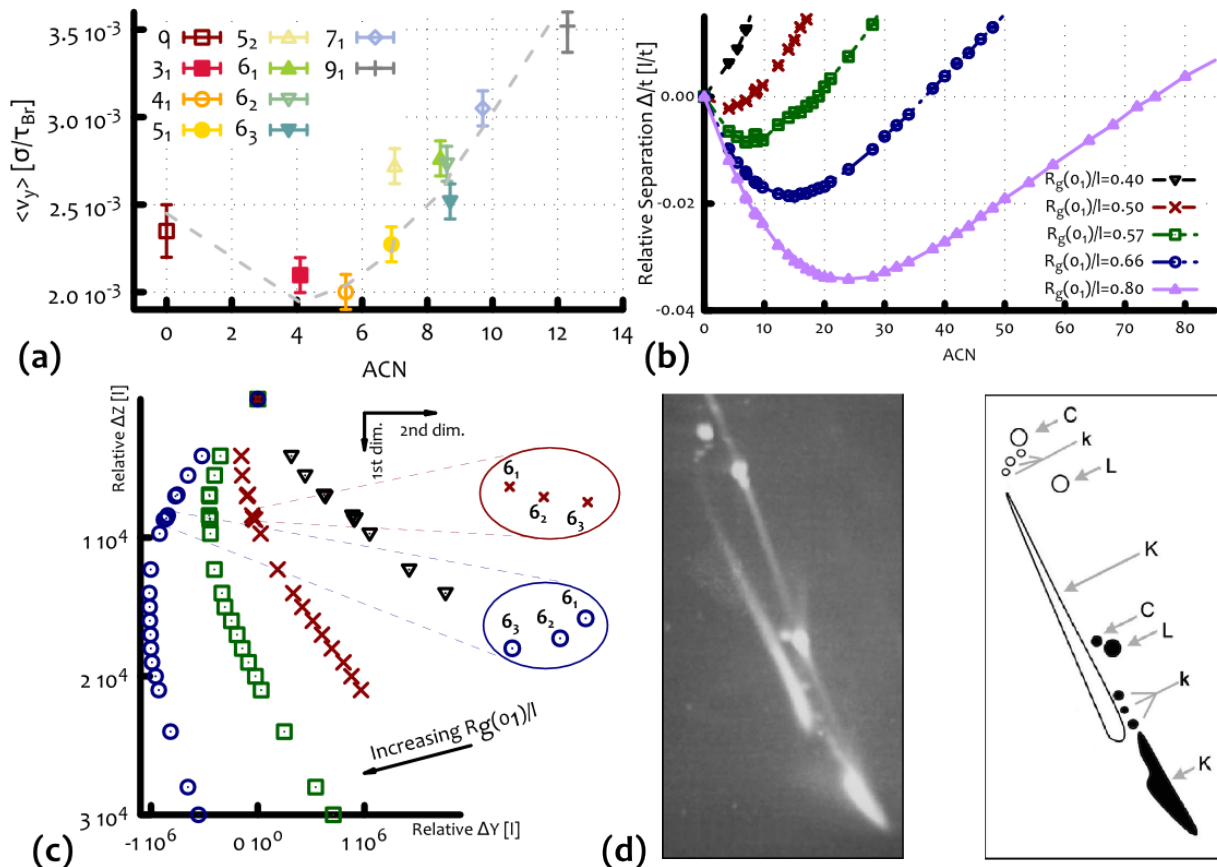 <v_y> [σ/τ_Br]
3.5 10⁻³
3.0 10⁻³
2.5 10⁻³
2.0 10⁻³
0₁ 5₂ 7₁
3₁ 6₁ 9₁
4₁ 6₂
5₁ 6₃
0 2 4 6 8 10 12 14
ACN
(a)
Relative Separation Δ/t [l/t]
0.00
-0.02
-0.04
R_g(0₁)/l=0.40
R_g(0₁)/l=0.50
R_g(0₁)/l=0.57
R_g(0₁)/l=0.66
R_g(0₁)/l=0.80
0 10 20 30 40 50 60 70 80
ACN
(b)
Relative ΔZ [l]
2nd dim.
1st dim.
6₁
6₂
6₃
1 10⁴
6₁
6₂
6₃
2 10⁴
Increasing Rg(0₁)/l
3 10⁴
Relative ΔY [l]
-1 10⁶ 0 10⁰ 1 10⁶
(c)
C
k
L
K
C
L
k
K
(d)